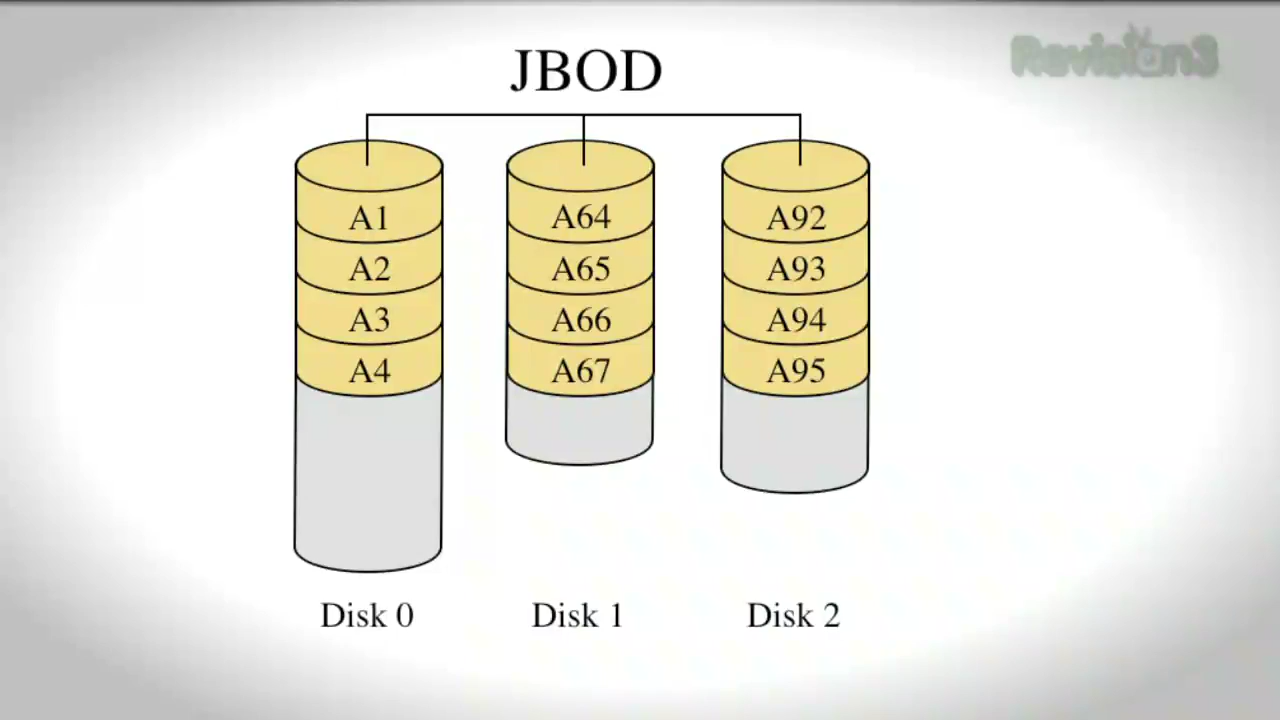 JBOD
Revision3
A1 A64 A92
A2 A65 A93
A3 A66 A94
A4 A67 A95
Disk 0 Disk 1 Disk 2